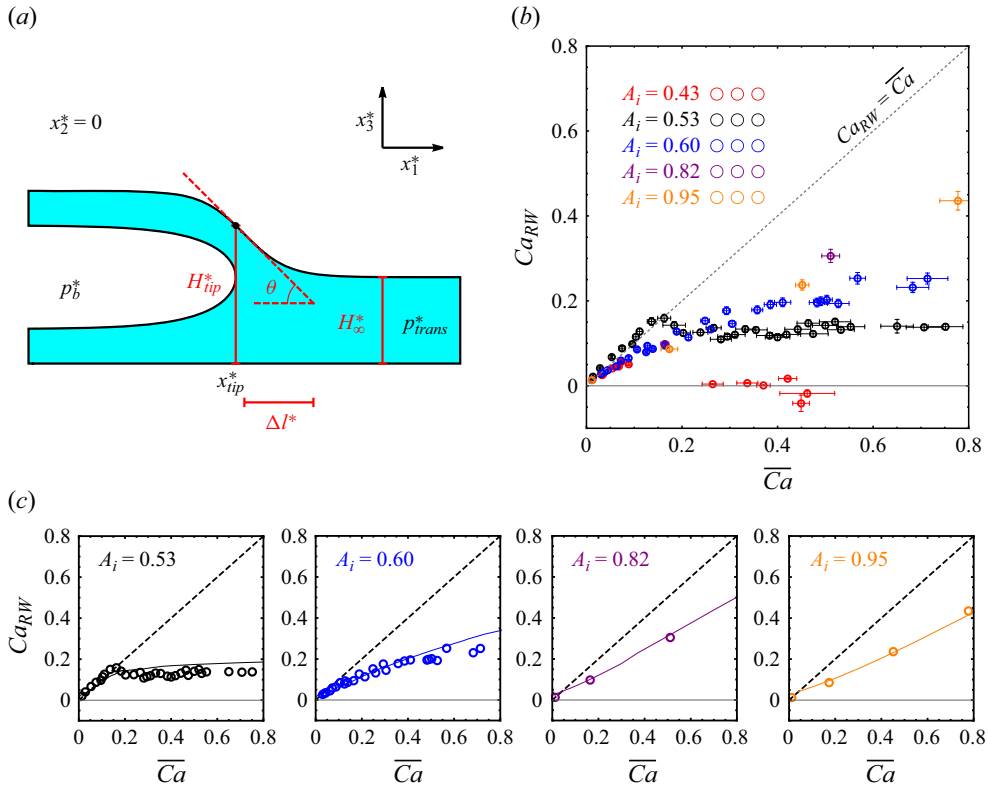 (a)
x₂* = 0
x₃*
x₁*
p_b*
H_tip*
θ
H_∞*
p_trans*
x_tip*
Δl*
(b)
0.8
0.6
0.4
0.2
0
Ca_RW
A_i = 0.43
A_i = 0.53
A_i = 0.60
A_i = 0.82
A_i = 0.95
Ca_RW = C̅a̅
0 0.2 0.4 0.6 0.8
C̅a̅
(c)
0.8
0.6
0.4
0.2
0
Ca_RW
A_i = 0.53
0 0.2 0.4 0.6 0.8
C̅a̅
0.8
0.6
0.4
0.2
0
A_i = 0.60
0 0.2 0.4 0.6 0.8
C̅a̅
0.8
0.6
0.4
0.2
0
A_i = 0.82
0 0.2 0.4 0.6 0.8
C̅a̅
0.8
0.6
0.4
0.2
0
A_i = 0.95
0 0.2 0.4 0.6 0.8
C̅a̅